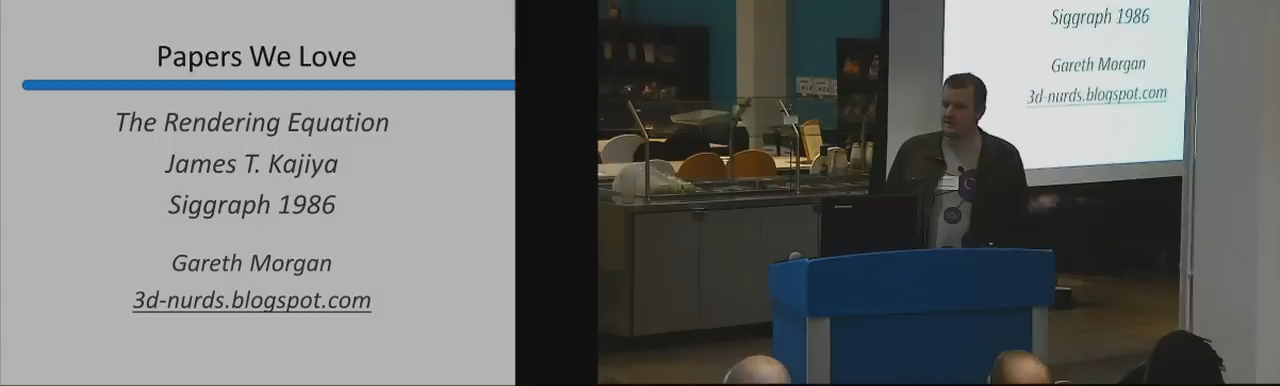 Papers We Love
The Rendering Equation
James T. Kajiya
Siggraph 1986
Gareth Morgan
3d-nurds.blogspot.com
Siggraph 1986
Gareth Morgan
3d-nurds.blogspot.com